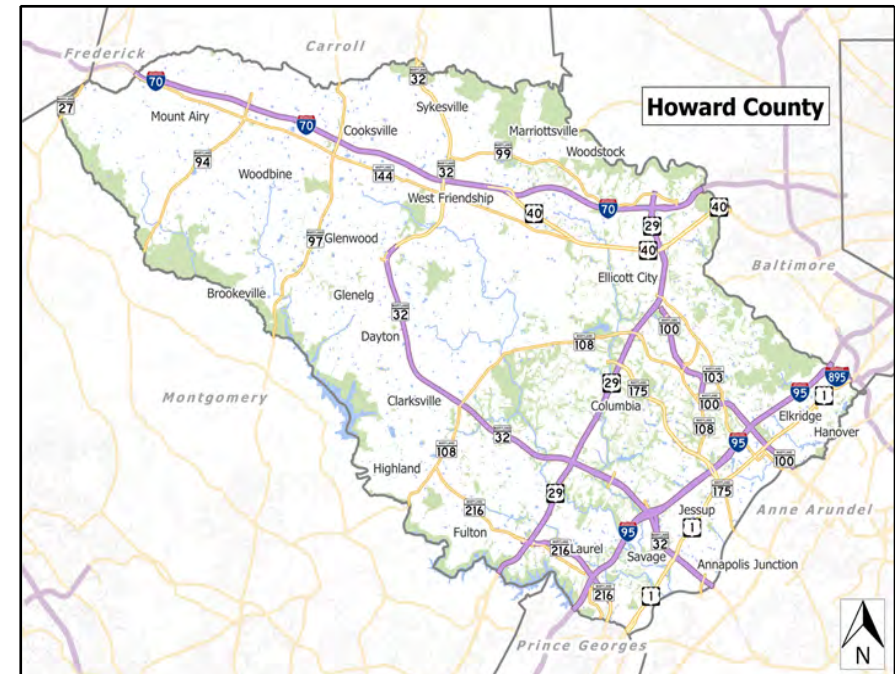 Frederick
Carroll
70
32
27
Mount Airy
70
Cooksville
Sykesville
Howard County
Marriottsville
94
Woodbine
144
32
99
Woodstock
West Friendship
40
70
29
40
97
Glenwood
40
Ellicott City
Baltimore
Brookeville
Glenelg
32
Dayton
108
100
Montgomery
Clarksville
29
175
Columbia
103
100
108
95
895
1
Elkridge
Hanover
95
100
32
108
Highland
29
216
175
Jessup
1
Anne Arundel
Fulton
216
Laurel
95
Savage
32
Annapolis Junction
216
1
Prince Georges
N